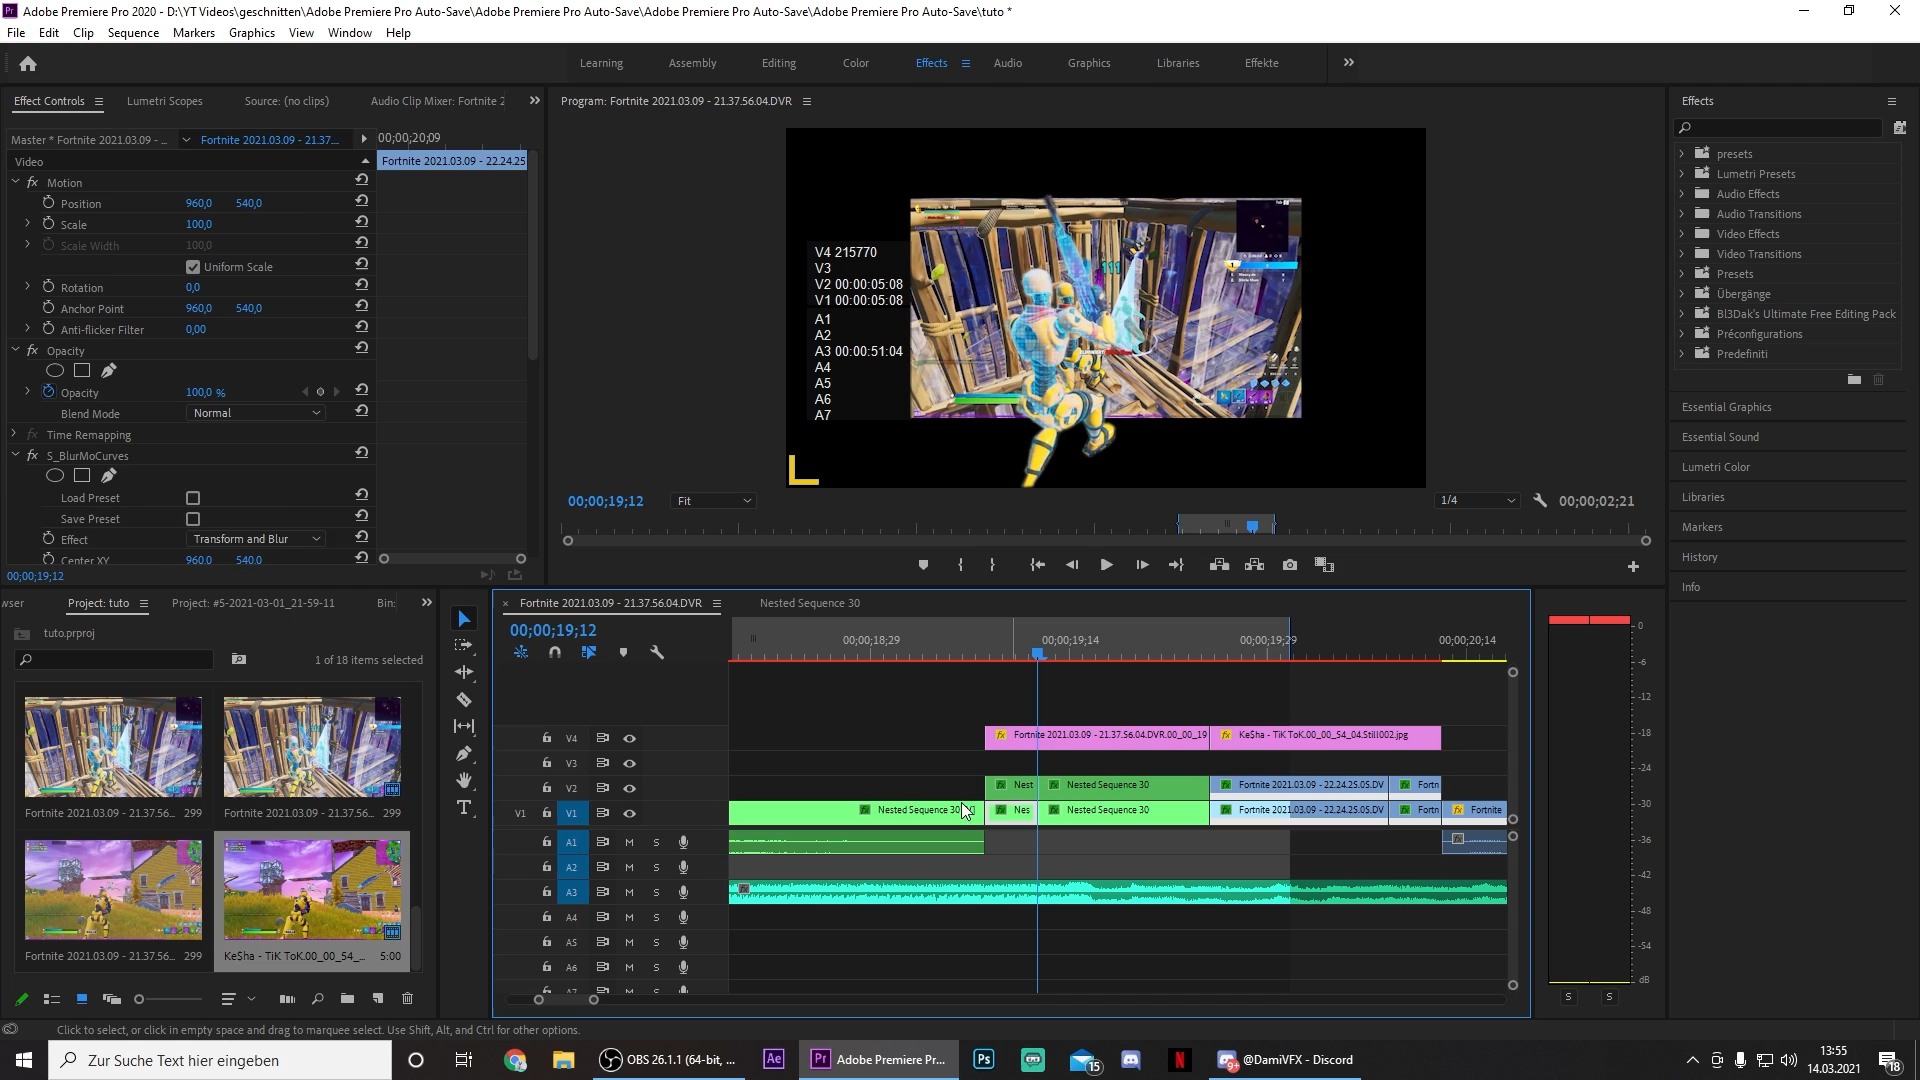 Adobe Premiere Pro 2020 - D:\YT Videos\geschnitten\Adobe Premiere Pro Auto-Save\Adobe Premiere Pro Auto-Save\Adobe Premiere Pro Auto-Save\Adobe Premiere Pro Auto-Save\tuto *
File Edit Clip Sequence Markers Graphics View Window Help
Learning Assembly Editing Color Effects Audio Graphics Libraries Effekte
Effect Controls Lumetri Scopes Source: (no clips) Audio Clip Mixer: Fortnite 2
Program: Fortnite 2021.03.09 - 21.37.56.04.DVR
Effects
Master * Fortnite 2021.03.09 - ... Fortnite 2021.03.09 - 21.37... 00;00;20;09
Video Fortnite 2021.03.09 - 22.24.25
Motion
Position 960,0 540,0
Scale 100,0
Scale Width 100,0
Uniform Scale
Rotation 0,0
Anchor Point 960,0 540,0
Anti-flicker Filter 0,00
Opacity
Opacity 100,0 %
Blend Mode Normal
Time Remapping
S_BlurMoCurves
Load Preset
Save Preset
Effect Transform and Blur
Center XY 960,0 540,0
00;00;19;12
V4 215770
V3
V2 00:00:05:08
V1 00:00:05:08
A1
A2
A3 00:00:51:04
A4
A5
A6
A7
111
00;00;19;12 Fit 1/4 00;00;02;21
presets
Lumetri Presets
Audio Effects
Audio Transitions
Video Effects
Video Transitions
Presets
Übergänge
Bl3Dak's Ultimate Free Editing Pack
Préconfigurations
Predefiniti
Essential Graphics
Essential Sound
Lumetri Color
Libraries
Markers
History
Info
wser Project: tuto Project: #5-2021-03-01_21-59-11 Bin:
tuto.prproj
1 of 18 items selected
Fortnite 2021.03.09 - 21.37.56... 299
Fortnite 2021.03.09 - 21.37.56... 299
Fortnite 2021.03.09 - 21.37.56... 299
Ke$ha - TiK ToK.00_00_54_... 5:00
Fortnite 2021.03.09 - 21.37.56.04.DVR Nested Sequence 30
00;00;19;12
00;00;18;29 00;00;19;14 00;00;19;29 00;00;20;14
V4 Fortnite 2021.03.09 - 21.37.56.04.DVR.00_00_19 Ke$ha - TiK ToK.00_00_54_04.Still002.jpg
V3
V2 Nest Nested Sequence 30 Fortnite 2021.03.09 - 22.24.25.05.DV Fortn
V1 V1 Nested Sequence 30 Nes Nested Sequence 30 Fortnite 2021.03.09 - 22.24.25.05.DV Fortn Fortnite
A1 M S
A2 M S
A3 M S
A4 M S
A5 M S
A6 M S
A7 M S
0
-6
-12
-18
-24
-30
-36
-42
-48
-54
dB
S S
Click to select, or click in empty space and drag to marquee select. Use Shift, Alt, and Ctrl for other options.
Zur Suche Text hier eingeben
OBS 26.1.1 (64-bit, ...
Ae
Pr Adobe Premiere Pr...
Ps
15
N
9+ @DamiVFX - Discord
13:55
14.03.2021
18